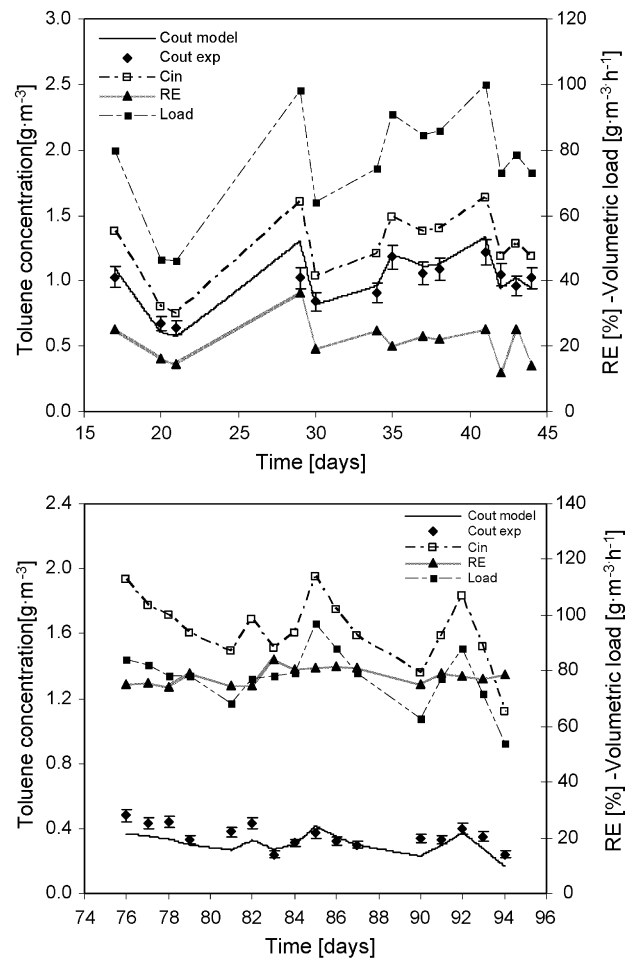 3.0
2.5
2.0
1.5
1.0
0.5
0.0
Toluene concentration[g·m-3]
Cout model
Cout exp
Cin
RE
Load
120
100
80
60
40
20
0
RE [%] -Volumetric load [g·m-3·h-1]
15 20 25 30 35 40 45
Time [days]
2.4
2.0
1.6
1.2
0.8
0.4
0.0
Toluene concentration[g·m-3]
Cout model
Cout exp
Cin
RE
Load
140
120
100
80
60
40
20
0
RE [%] -Volumetric load [g·m-3·h-1]
74 76 78 80 82 84 86 88 90 92 94 96
Time [days]